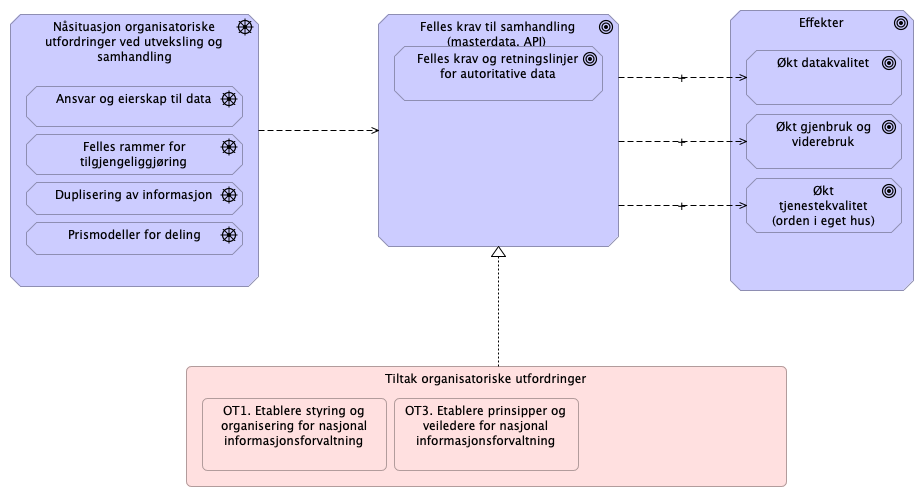 Nåsituasjon organisatoriske
utfordringer ved utveksling og
samhandling
Ansvar og eierskap til data
Felles rammer for
tilgjengeliggjøring
Duplisering av informasjon
Prismodeller for deling
Felles krav til samhandling
(masterdata, API)
Felles krav og retningslinjer
for autoritative data
Effekter
Økt datakvalitet
Økt gjenbruk og
viderebruk
Økt
tjenestekvalitet
(orden i eget hus)
Tiltak organisatoriske utfordringer
OT1. Etablere styring og
organisering for nasjonal
informasjonsforvaltning
OT3. Etablere prinsipper og
veiledere for nasjonal
informasjonsforvaltning